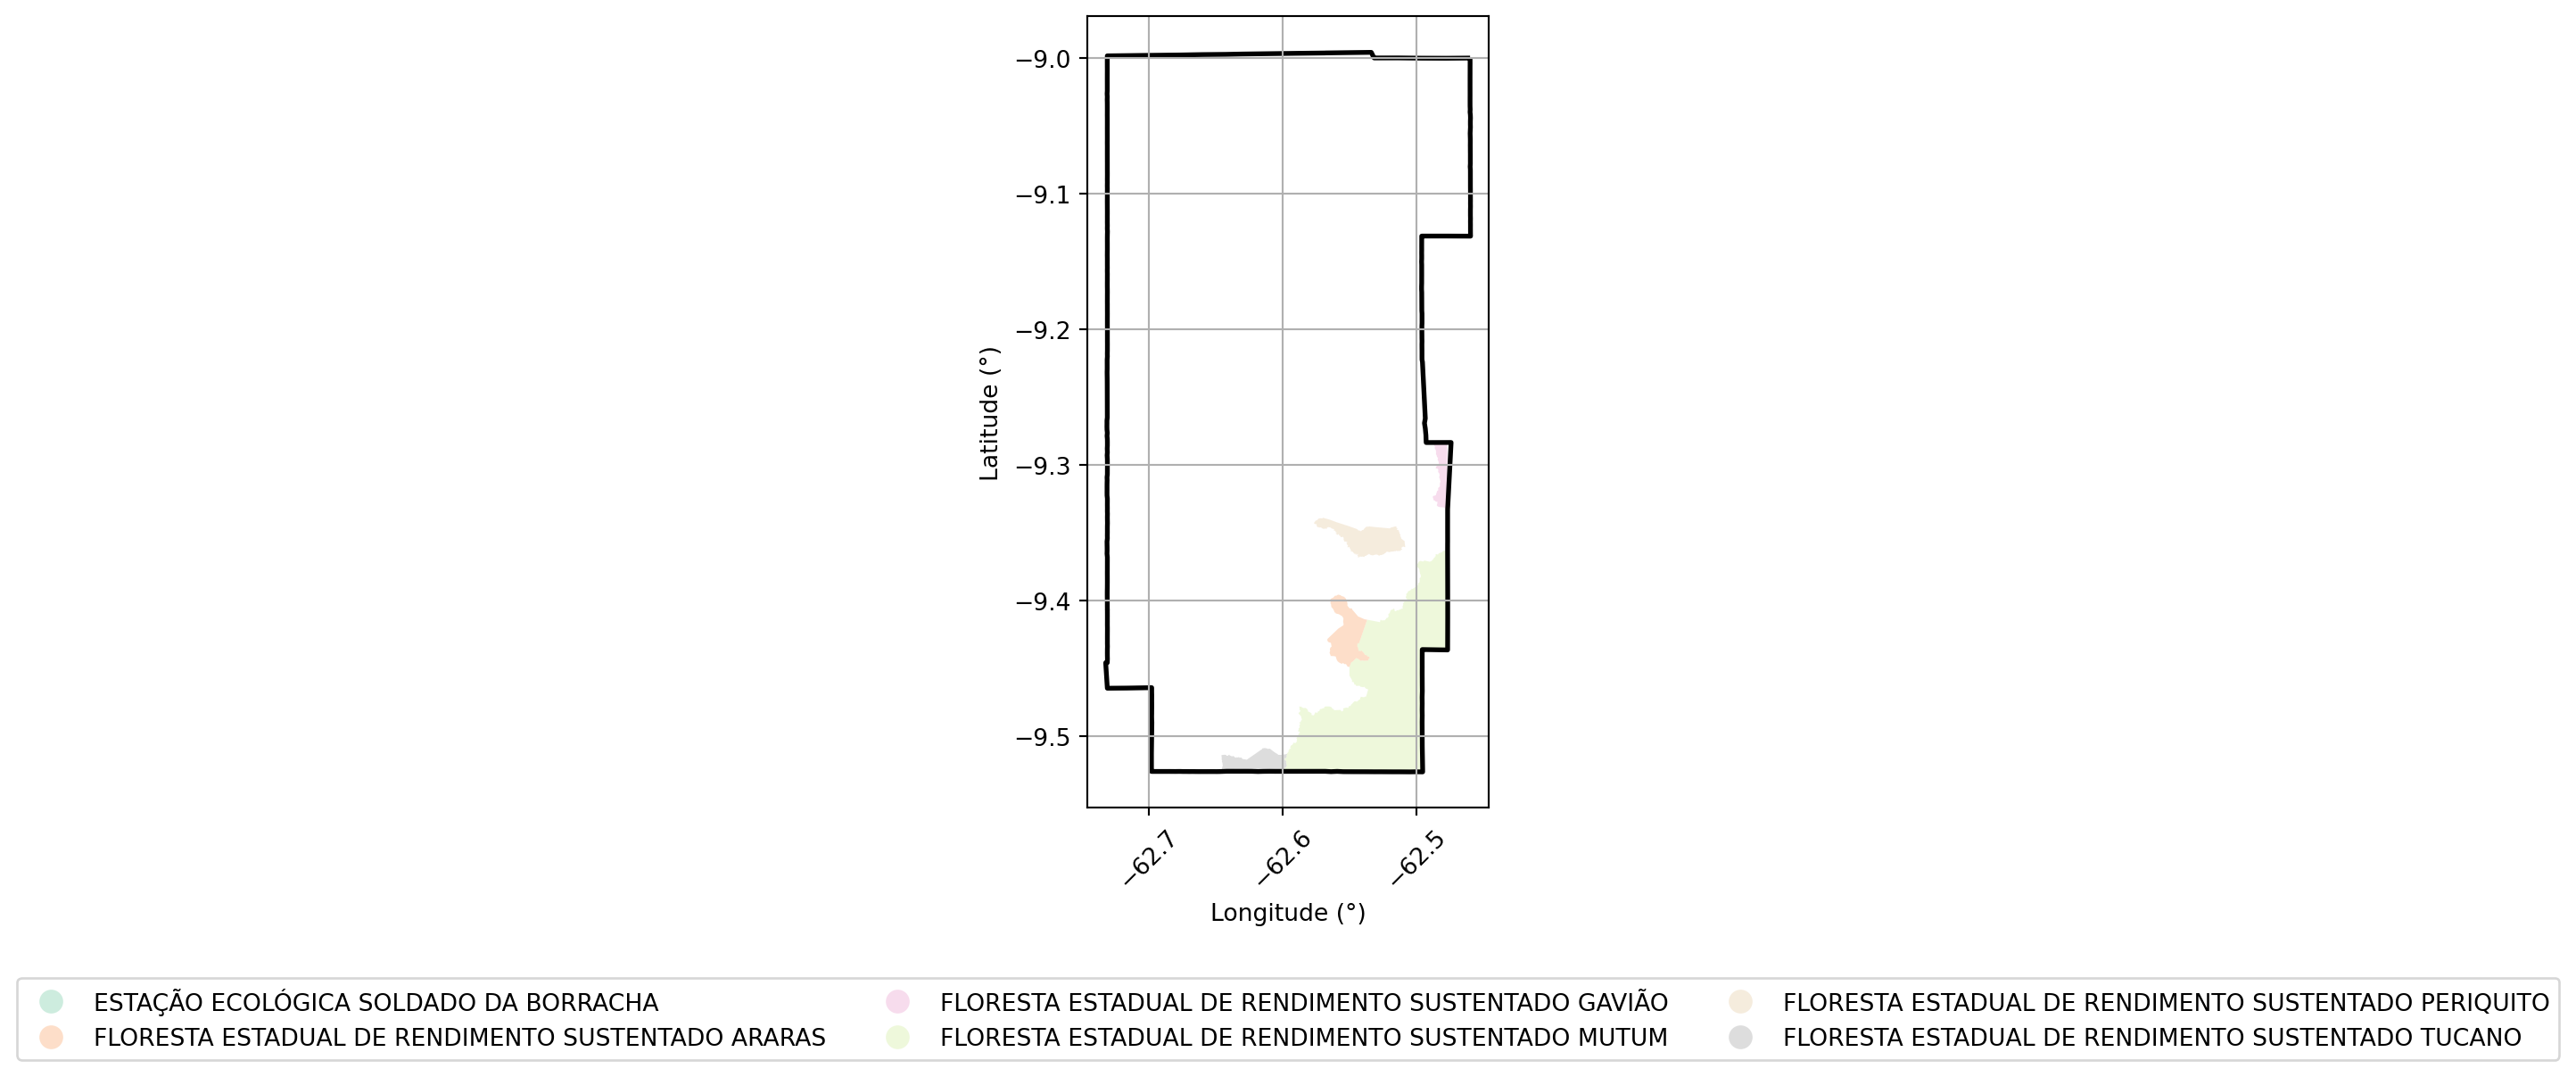 −9.0
−9.1
−9.2
−9.3
−9.4
−9.5
Latitude (°)
−62.7
−62.6
−62.5
Longitude (°)
ESTAÇÃO ECOLÓGICA SOLDADO DA BORRACHA
FLORESTA ESTADUAL DE RENDIMENTO SUSTENTADO ARARAS
FLORESTA ESTADUAL DE RENDIMENTO SUSTENTADO GAVIÃO
FLORESTA ESTADUAL DE RENDIMENTO SUSTENTADO MUTUM
FLORESTA ESTADUAL DE RENDIMENTO SUSTENTADO PERIQUITO
FLORESTA ESTADUAL DE RENDIMENTO SUSTENTADO TUCANO